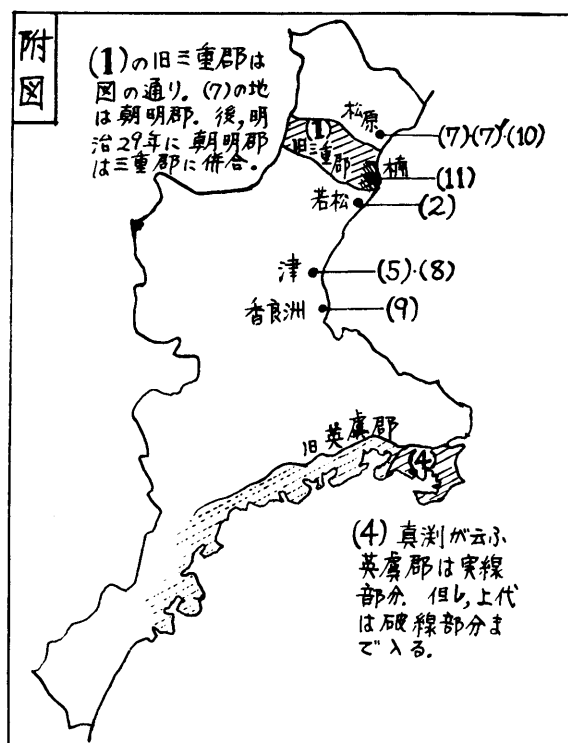 附図
(1)の旧三重郡は
図の通り。(7)の地
は朝明郡。後,明
治29年に朝明郡
は三重郡に併合。
松原
(7)・(7)′・(10)
(1)
旧三重郡
楠
(11)
若松
(2)
津
(5)・(8)
香良洲
(9)
旧英虞郡
(4)
(4) 真渕が云ふ
英虞郡は実線
部分。但し,上代
は破線部分ま
で入る。